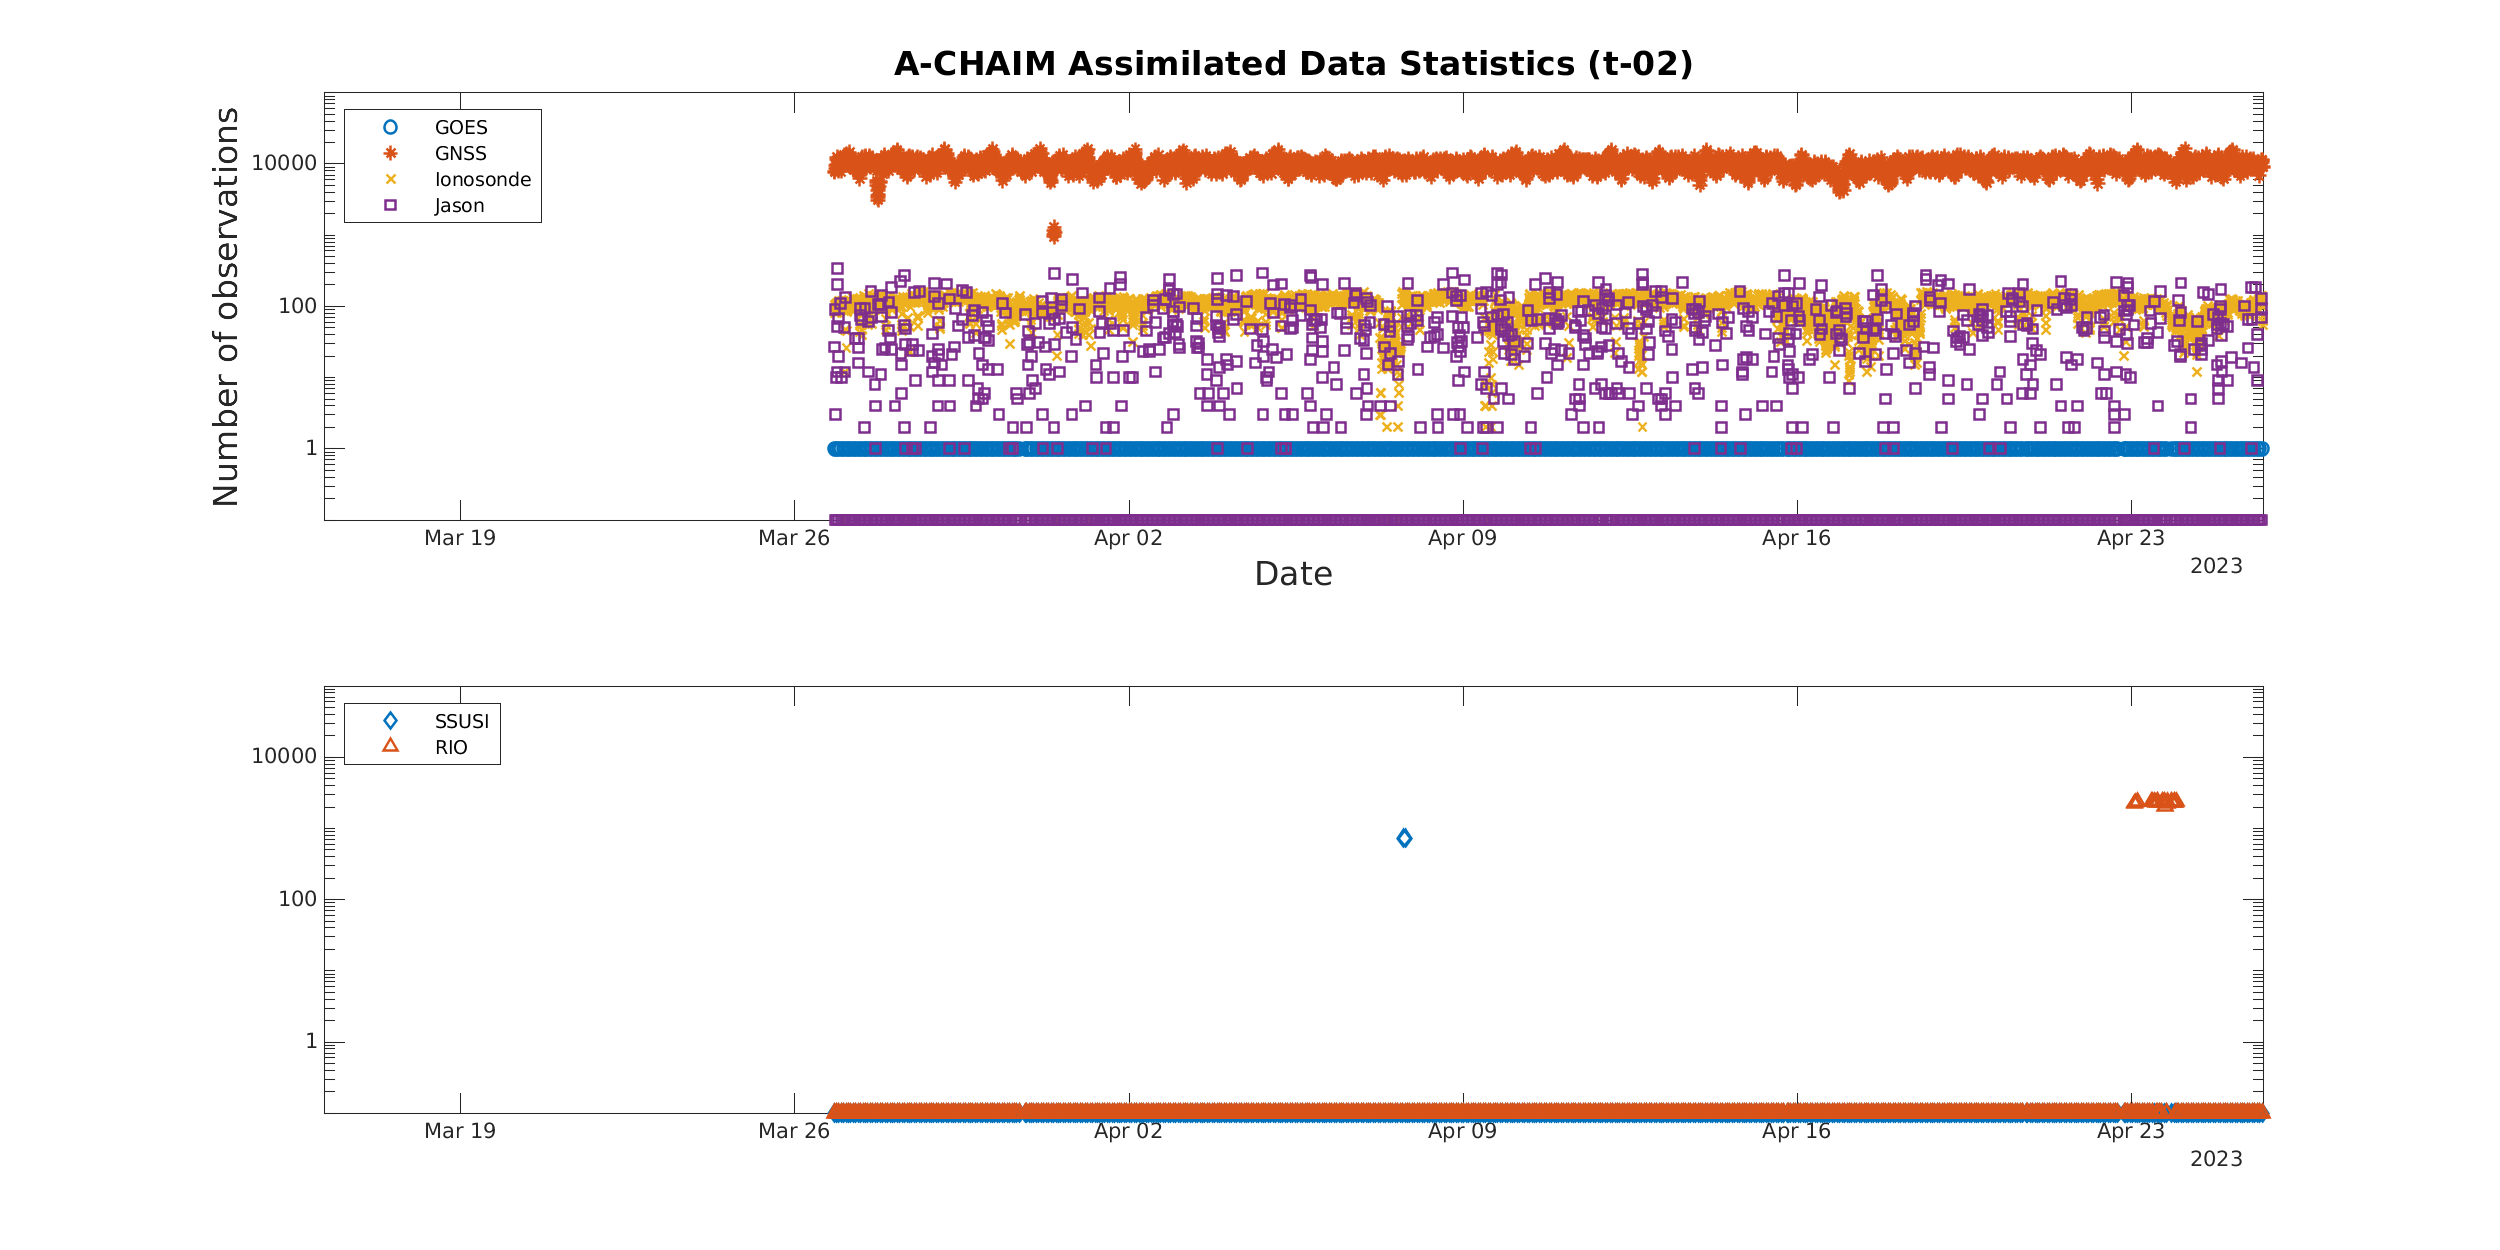 A-CHAIM Assimilated Data Statistics (t-02)
Number of observations
10000
100
1
GOES
GNSS
Ionosonde
Jason
Mar 19 Mar 26 Apr 02 Apr 09 Apr 16 Apr 23
2023
Date
10000
100
1
SSUSI
RIO
Mar 19 Mar 26 Apr 02 Apr 09 Apr 16 Apr 23
2023